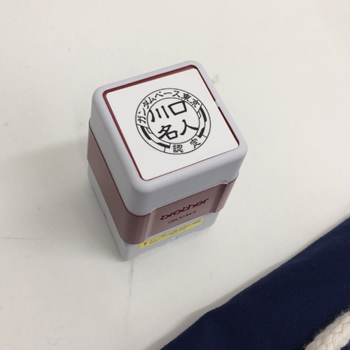 ガンダムベース東京
川口
名人
認定
brother